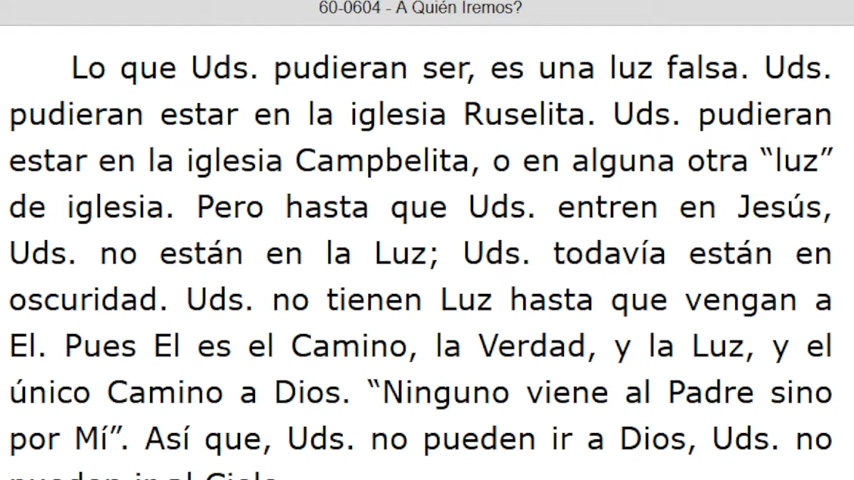 60-0604 - A Quién Iremos?
Lo que Uds. pudieran ser, es una luz falsa. Uds.
pudieran estar en la iglesia Ruselita. Uds. pudieran
estar en la iglesia Campbelita, o en alguna otra “luz”
de iglesia. Pero hasta que Uds. entren en Jesús,
Uds. no están en la Luz; Uds. todavía están en
oscuridad. Uds. no tienen Luz hasta que vengan a
El. Pues El es el Camino, la Verdad, y la Luz, y el
único Camino a Dios. “Ninguno viene al Padre sino
por Mí”. Así que, Uds. no pueden ir a Dios, Uds. no
pueden ir al Cielo